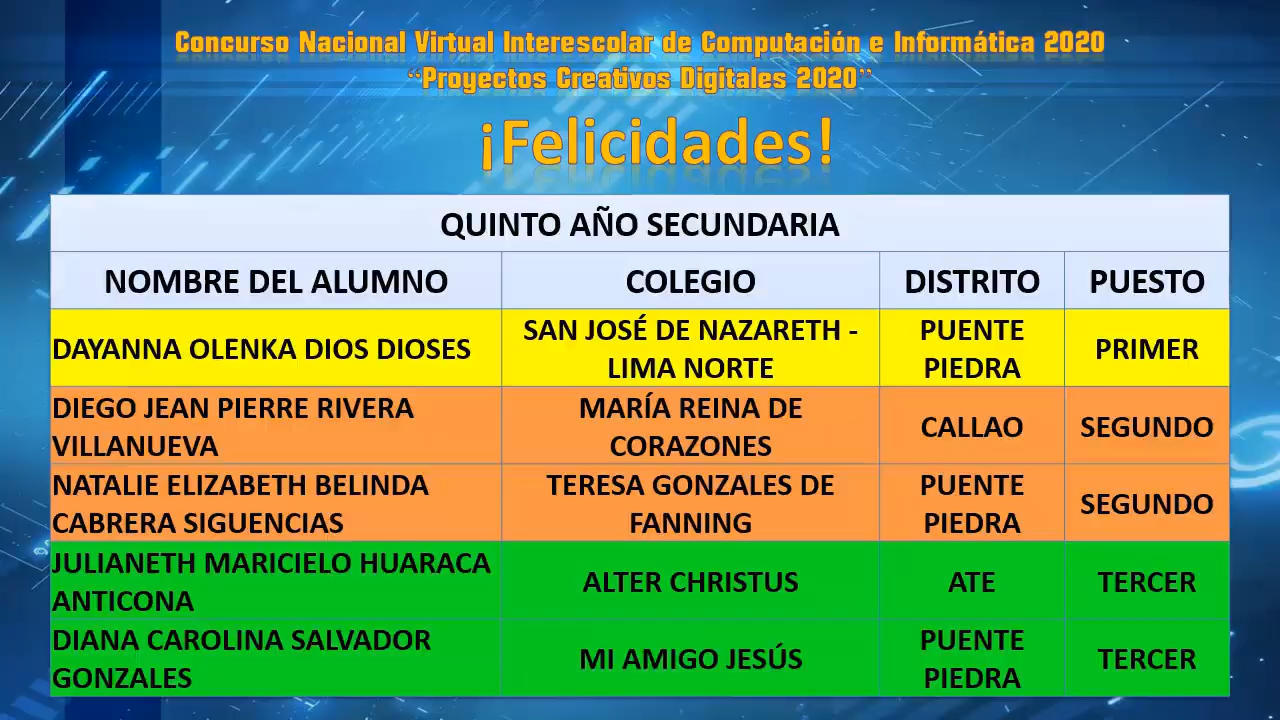 Concurso Nacional Virtual Interescolar de Computación e Informática 2020
“Proyectos Creativos Digitales 2020”
¡Felicidades!
QUINTO AÑO SECUNDARIA
NOMBRE DEL ALUMNO COLEGIO DISTRITO PUESTO
DAYANNA OLENKA DIOS DIOSES
SAN JOSÉ DE NAZARETH -
LIMA NORTE
PUENTE
PIEDRA
PRIMER
DIEGO JEAN PIERRE RIVERA
VILLANUEVA
MARÍA REINA DE
CORAZONES
CALLAO
SEGUNDO
NATALIE ELIZABETH BELINDA
CABRERA SIGUENCIAS
TERESA GONZALES DE
FANNING
PUENTE
PIEDRA
SEGUNDO
JULIANETH MARICIELO HUARACA
ANTICONA
ALTER CHRISTUS
ATE
TERCER
DIANA CAROLINA SALVADOR
GONZALES
MI AMIGO JESÚS
PUENTE
PIEDRA
TERCER